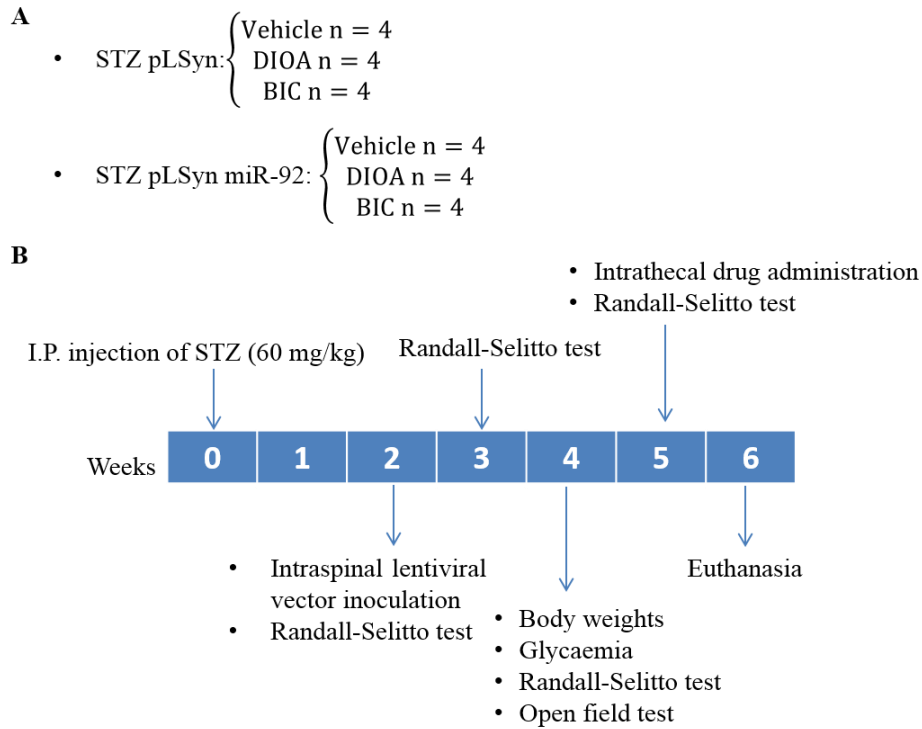 A
• STZ pLSyn: Vehicle n = 4
DIOA n = 4
BIC n = 4
• STZ pLSyn miR-92: Vehicle n = 4
DIOA n = 4
BIC n = 4
B
• Intrathecal drug administration
• Randall-Selitto test
I.P. injection of STZ (60 mg/kg)
Randall-Selitto test
Weeks 0 1 2 3 4 5 6
• Intraspinal lentiviral
vector inoculation
• Randall-Selitto test
Euthanasia
• Body weights
• Glycaemia
• Randall-Selitto test
• Open field test